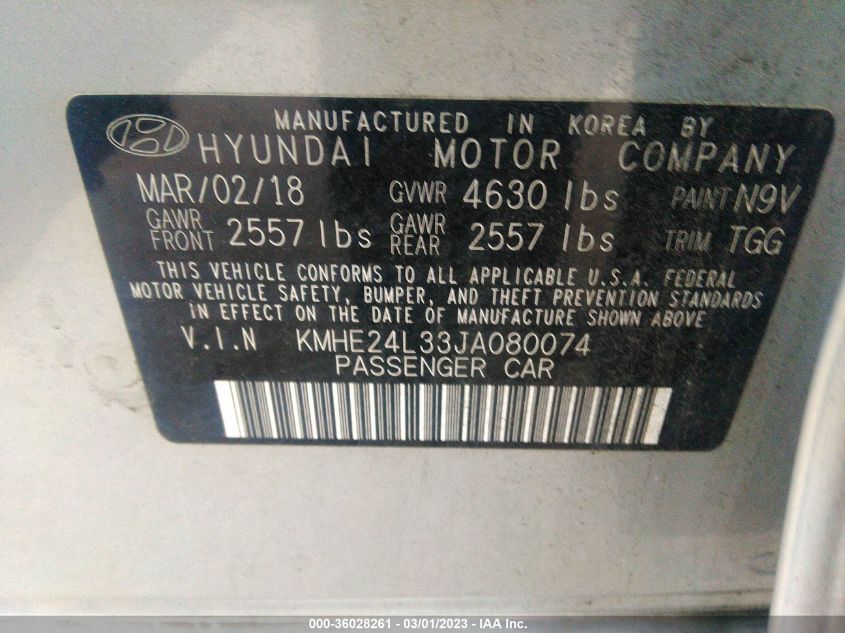 MANUFACTURED IN KOREA BY
HYUNDAI MOTOR COMPANY
MAR/02/18 GVWR 4630 lbs PAINT N9V
GAWR FRONT 2557 lbs GAWR REAR 2557 lbs TRIM TGG
THIS VEHICLE CONFORMS TO ALL APPLICABLE U.S.A. FEDERAL
MOTOR VEHICLE SAFETY, BUMPER, AND THEFT PREVENTION STANDARDS
IN EFFECT ON THE DATE OF MANUFACTURE SHOWN ABOVE
V.I.N KMHE24L33JA080074
PASSENGER CAR
000-36028261 - 03/01/2023 - IAA Inc.